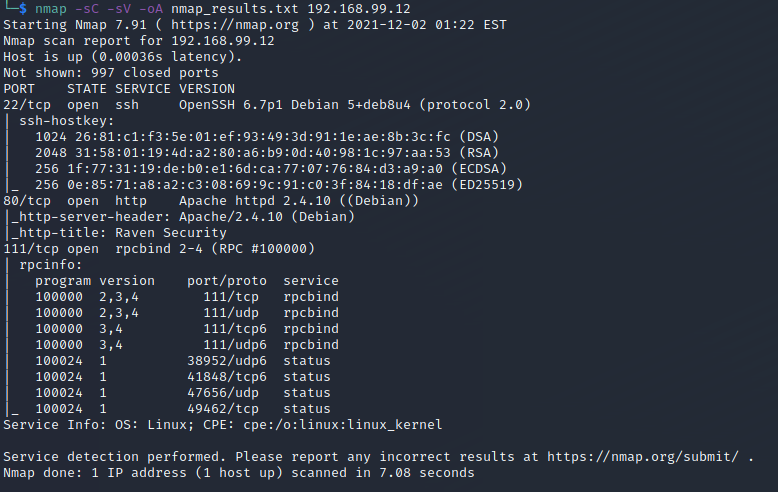 └─$ nmap -sC -sV -oA nmap_results.txt 192.168.99.12
Starting Nmap 7.91 ( https://nmap.org ) at 2021-12-02 01:22 EST
Nmap scan report for 192.168.99.12
Host is up (0.00036s latency).
Not shown: 997 closed ports
PORT    STATE SERVICE VERSION
22/tcp  open  ssh     OpenSSH 6.7p1 Debian 5+deb8u4 (protocol 2.0)
| ssh-hostkey:
|   1024 26:81:c1:f3:5e:01:ef:93:49:3d:91:1e:ae:8b:3c:fc (DSA)
|   2048 31:58:01:19:4d:a2:80:a6:b9:0d:40:98:1c:97:aa:53 (RSA)
|   256 1f:77:31:19:de:b0:e1:6d:ca:77:07:76:84:d3:a9:a0 (ECDSA)
|_  256 0e:85:71:a8:a2:c3:08:69:9c:91:c0:3f:84:18:df:ae (ED25519)
80/tcp  open  http    Apache httpd 2.4.10 ((Debian))
|_http-server-header: Apache/2.4.10 (Debian)
|_http-title: Raven Security
111/tcp open  rpcbind 2-4 (RPC #100000)
| rpcinfo:
|   program version    port/proto  service
|   100000  2,3,4        111/tcp   rpcbind
|   100000  2,3,4        111/udp   rpcbind
|   100000  3,4          111/tcp6  rpcbind
|   100000  3,4          111/udp6  rpcbind
|   100024  1          38952/udp6  status
|   100024  1          41848/tcp6  status
|   100024  1          47656/udp   status
|_  100024  1          49462/tcp   status
Service Info: OS: Linux; CPE: cpe:/o:linux:linux_kernel

Service detection performed. Please report any incorrect results at https://nmap.org/submit/ .
Nmap done: 1 IP address (1 host up) scanned in 7.08 seconds